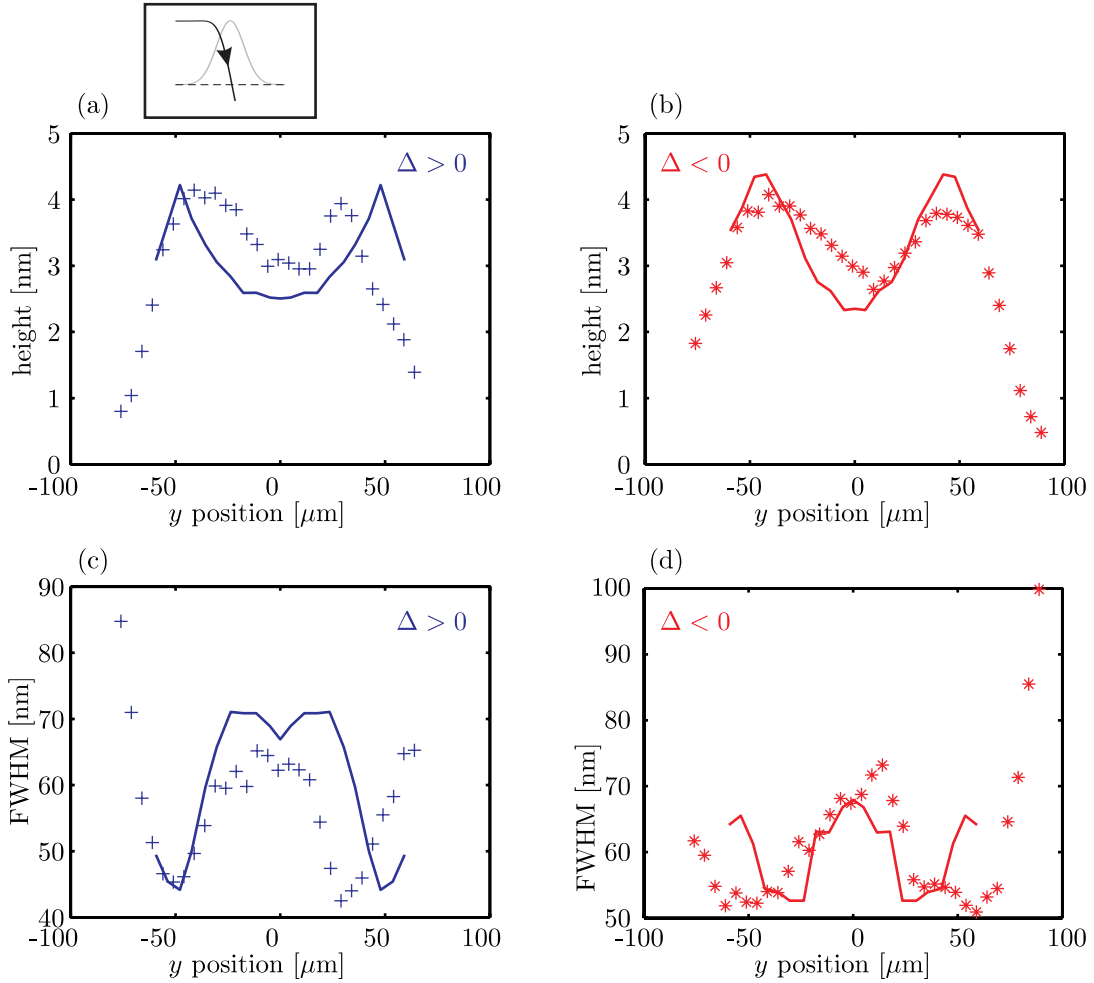 (a)
Δ > 0
height [nm]
5
4
3
2
1
0
-100
-50
0
50
100
y position [μm]
(b)
Δ < 0
height [nm]
5
4
3
2
1
0
-100
-50
0
50
100
y position [μm]
(c)
Δ > 0
FWHM [nm]
90
80
70
60
50
40
-100
-50
0
50
100
y position [μm]
(d)
Δ < 0
FWHM [nm]
100
90
80
70
60
50
-100
-50
0
50
100
y position [μm]